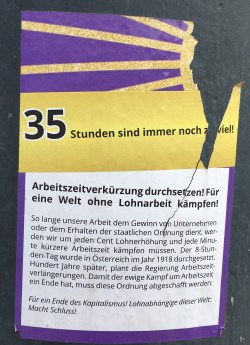 35 Stunden sind immer noch zu viel!
Arbeitszeitverkürzung durchsetzen! Für
eine Welt ohne Lohnarbeit kämpfen!
So lange unsere Arbeit dem Gewinn von Unternehmen
oder dem Erhalten der staatlichen Ordnung dient, wer-
den wir um jeden Cent Lohnerhöhung und jede Minu-
te kürzere Arbeitszeit kämpfen müssen. Der 8-Stun-
den-Tag wurde in Österreich im Jahr 1918 durchgesetzt.
Hundert Jahre später, plant die Regierung Arbeitszeit-
verlängerungen. Damit der ewige Kampf um Arbeitszeit
ein Ende hat, muss diese Ordnung abgeschafft werden!
Für ein Ende des Kapitalismus! Lohnabhängige dieser Welt:
Macht Schluss!